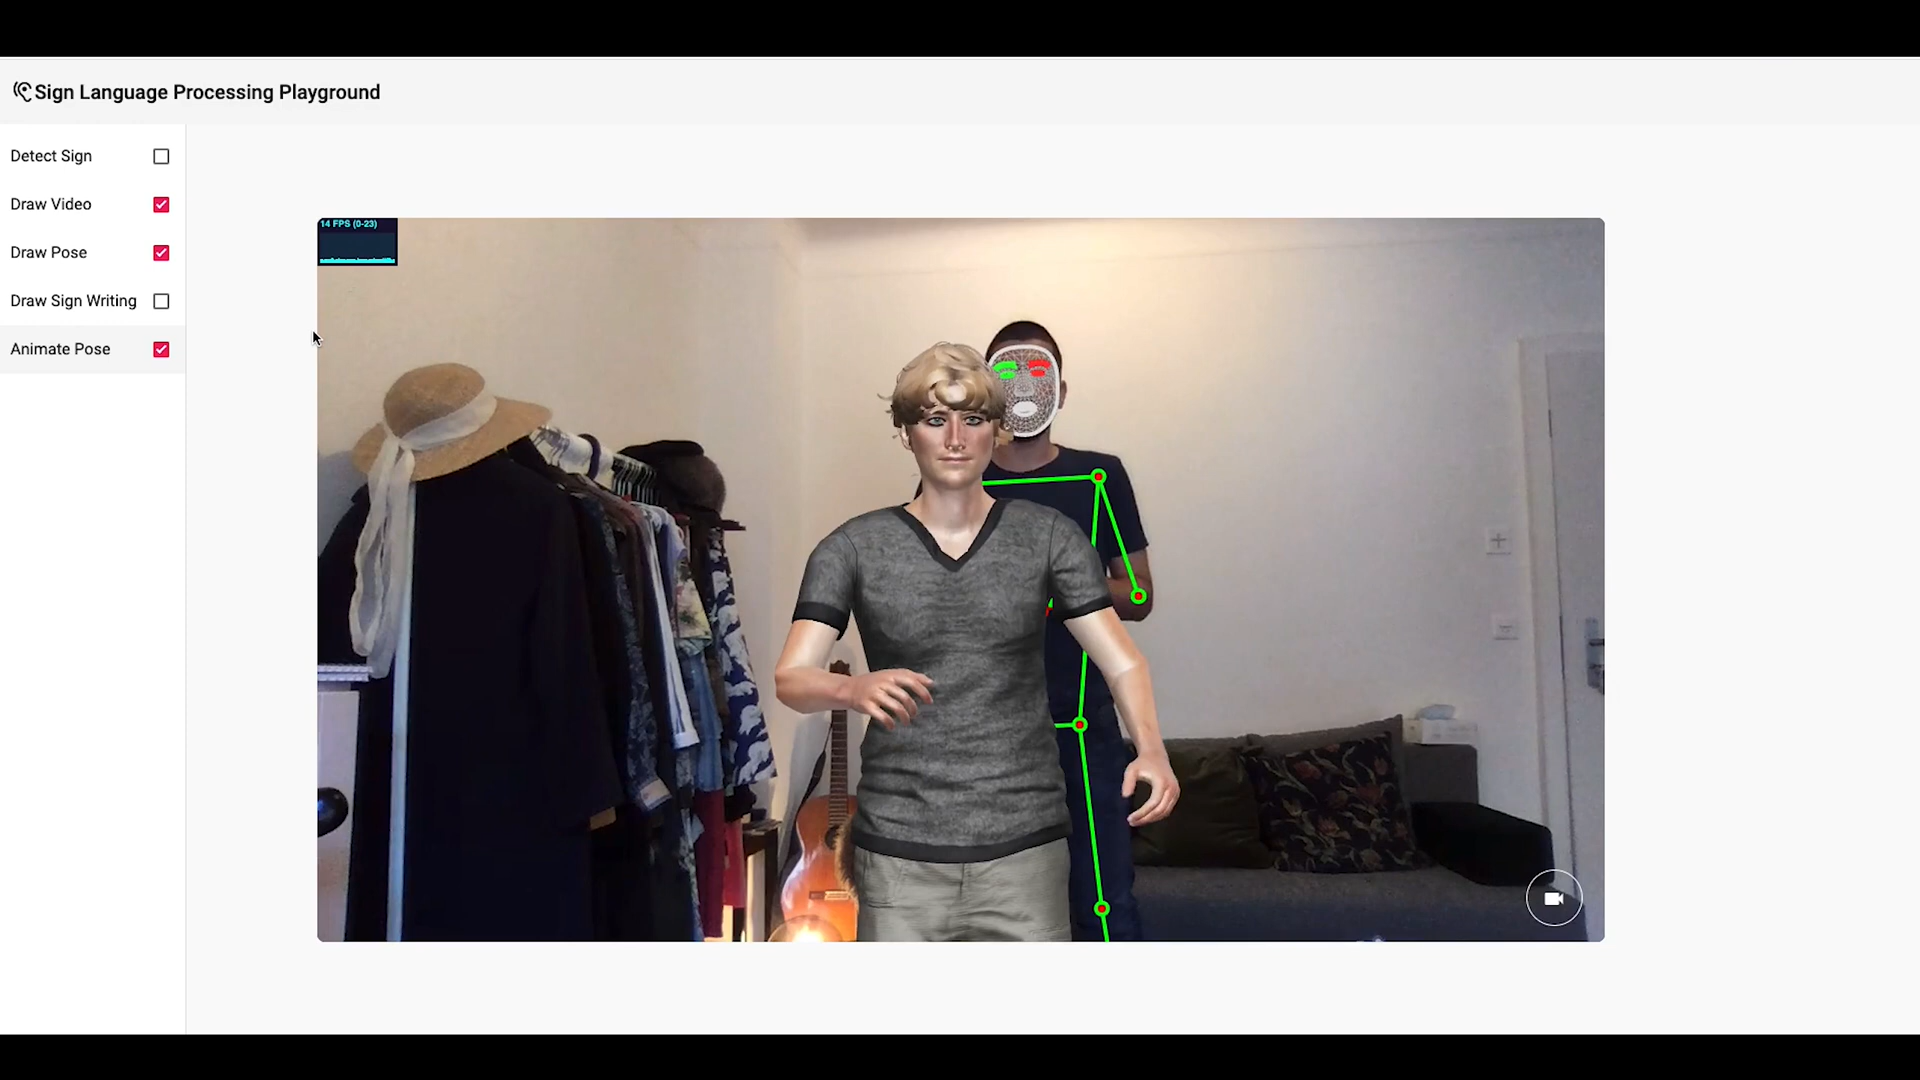 Sign Language Processing Playground
Detect Sign
Draw Video
Draw Pose
Draw Sign Writing
Animate Pose
14 FPS (0-23)